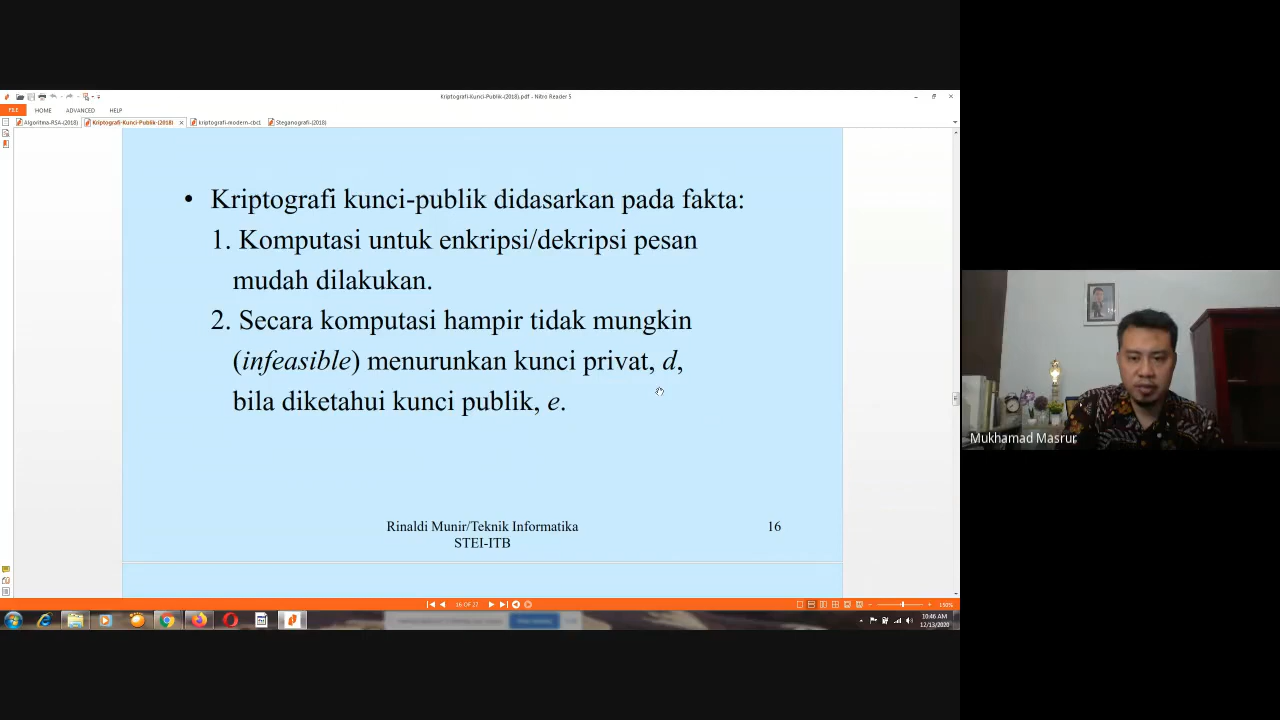 Kriptografi-Kunci-Publik-(2018).pdf - Nitro Reader 5
FILE HOME ADVANCED HELP
Algoritma-RSA-(2018) Kriptografi-Kunci-Publik-(2018) kriptografi-modern-cbc1 Steganografi-(2018)
• Kriptografi kunci-publik didasarkan pada fakta:
1. Komputasi untuk enkripsi/dekripsi pesan
mudah dilakukan.
2. Secara komputasi hampir tidak mungkin
(infeasible) menurunkan kunci privat, d,
bila diketahui kunci publik, e.
Rinaldi Munir/Teknik Informatika
STEI-ITB
16
Mukhamad Masrur
150%
10:46 AM
12/13/2020